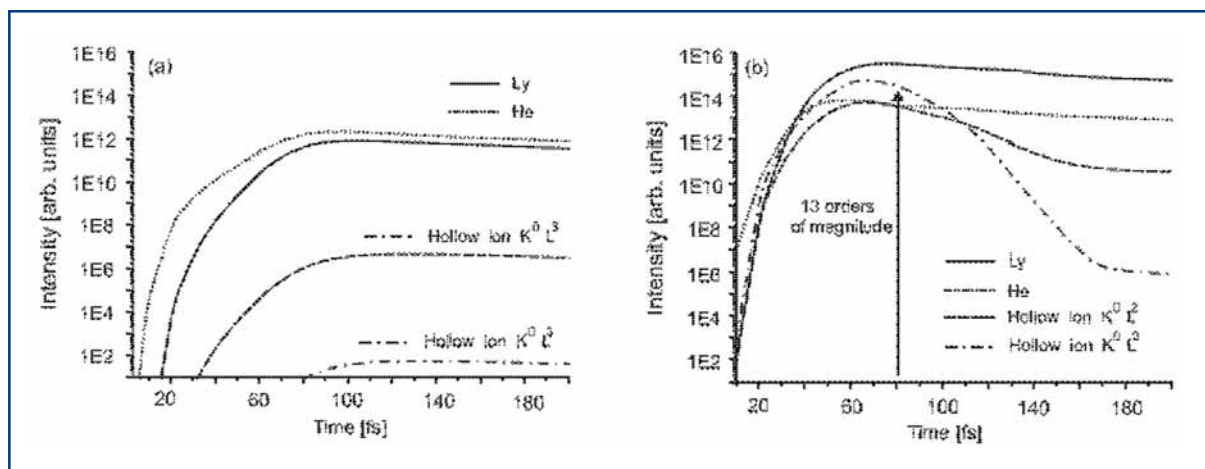 (a)
Intensity [arb. units]
1E16
1E14
1E12
1E10
1E8
1E6
1E4
1E2
Ly
He
Hollow Ion K⁰ L³
Hollow ion K⁰ L³
20 60 100 140 180
Time [fs]
(b)
Intensity [arb. units]
1E16
1E14
1E12
1E10
1E8
1E6
1E4
1E2
13 orders
of magnitude
Ly
He
Hollow Ion K⁰ L²
Hollow ion K⁰ L³
20 60 100 140 180
Time [fs]